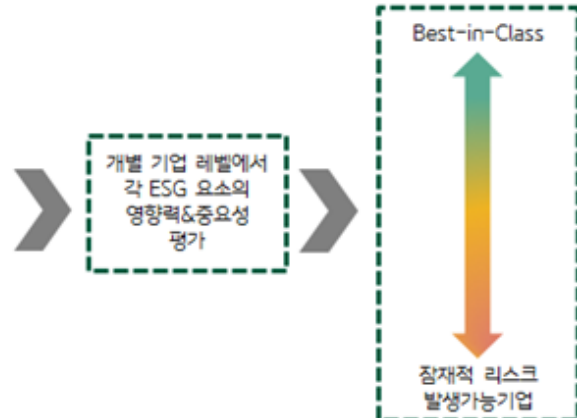 Best-in-Class
개별 기업 레벨에서
각 ESG 요소의
영향력&중요성
평가
잠재적 리스크
발생가능기업